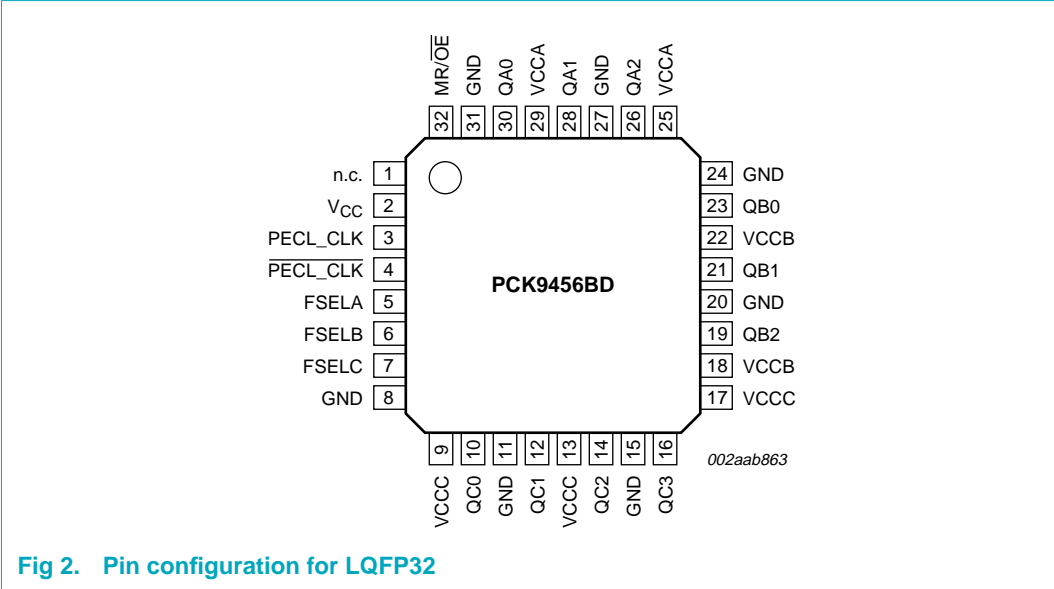 MR/OE
GND
QA0
VCCA
QA1
GND
QA2
VCCA
32
31
30
29
28
27
26
25
n.c. 1
VCC 2
PECL_CLK 3
PECL_CLK 4
FSELA 5
FSELB 6
FSELC 7
GND 8
PCK9456BD
24 GND
23 QB0
22 VCCB
21 QB1
20 GND
19 QB2
18 VCCB
17 VCCC
9
10
11
12
13
14
15
16
VCCC
QC0
GND
QC1
VCCC
QC2
GND
QC3
002aab863
Fig 2. Pin configuration for LQFP32